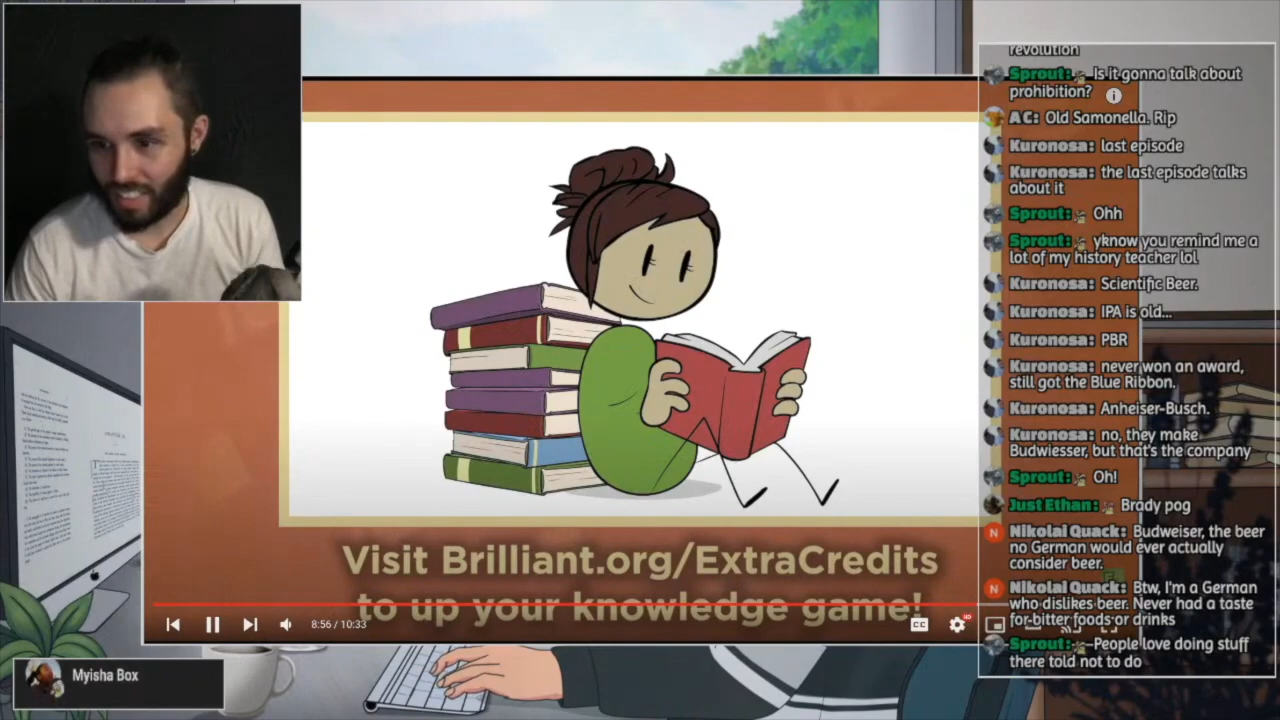 revolution
Sprout: Is it gonna talk about
prohibition?
AC: Old Samonella. Rip
Kuronosa: last episode
Kuronosa: the last episode talks
about it
Sprout: Ohh
Sprout: yknow you remind me a
lot of my history teacher lol
Kuronosa: Scientific Beer.
Kuronosa: IPA is old...
Kuronosa: PBR
Kuronosa: never won an award,
still got the Blue Ribbon.
Kuronosa: Anheiser-Busch.
Kuronosa: no, they make
Budwiesser, but that's the company
Sprout: Oh!
Just Ethan: Brady pog
N Nikolai Quack: Budweiser, the beer
no German would ever actually
consider beer.
N Nikolai Quack: Btw, I'm a German
who dislikes beer. Never had a taste
for bitter foods or drinks
Sprout: People love doing stuff
there told not to do
Visit Brilliant.org/ExtraCredits
to up your knowledge game!
8:56 / 10:33
CC
HD
Myisha Box